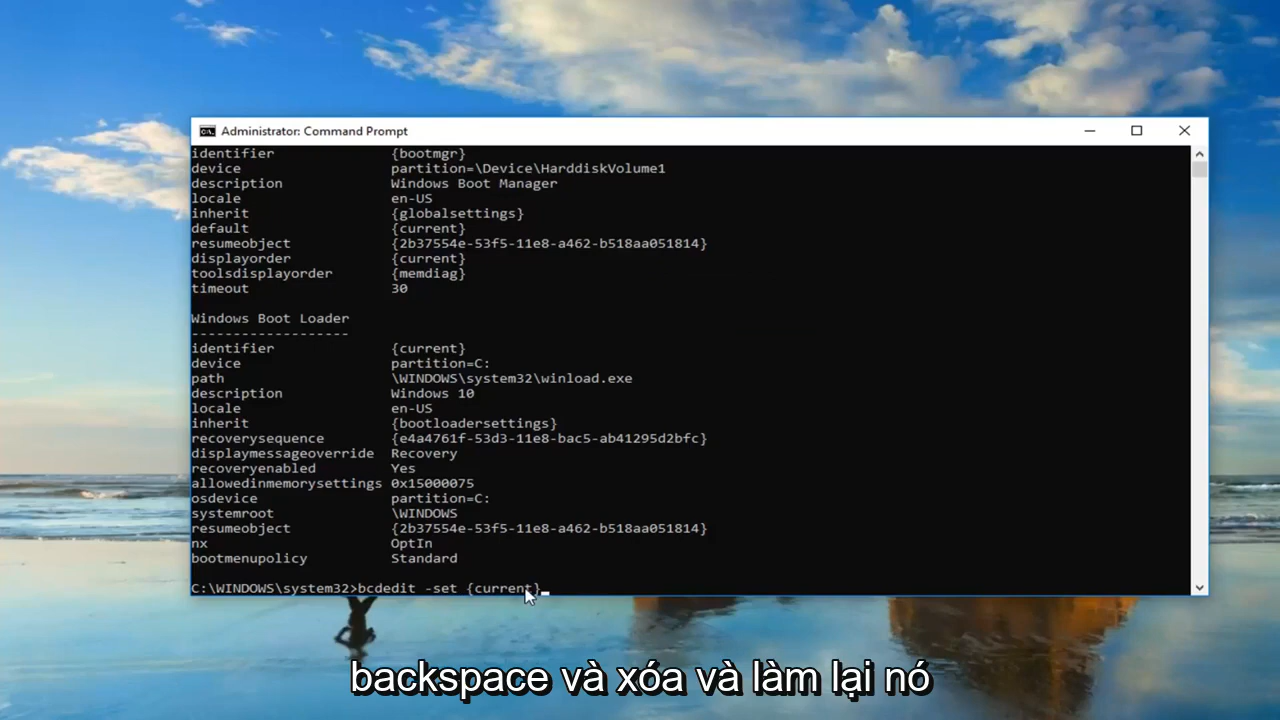 Administrator: Command Prompt
identifier {bootmgr}
device partition=\Device\HarddiskVolume1
description Windows Boot Manager
locale en-US
inherit {globalsettings}
default {current}
resumeobject {2b37554e-53f5-11e8-a462-b518aa051814}
displayorder {current}
toolsdisplayorder {memdiag}
timeout 30
Windows Boot Loader
-------------------
identifier {current}
device partition=C:
path \WINDOWS\system32\winload.exe
description Windows 10
locale en-US
inherit {bootloadersettings}
recoverysequence {e4a4761f-53d3-11e8-bac5-ab41295d2bfc}
displaymessageoverride Recovery
recoveryenabled Yes
allowedinmemorysettings 0x15000075
osdevice partition=C:
systemroot \WINDOWS
resumeobject {2b37554e-53f5-11e8-a462-b518aa051814}
nx OptIn
bootmenupolicy Standard
C:\WINDOWS\system32>bcdedit -set {current}
backspace và xóa và làm lại nó